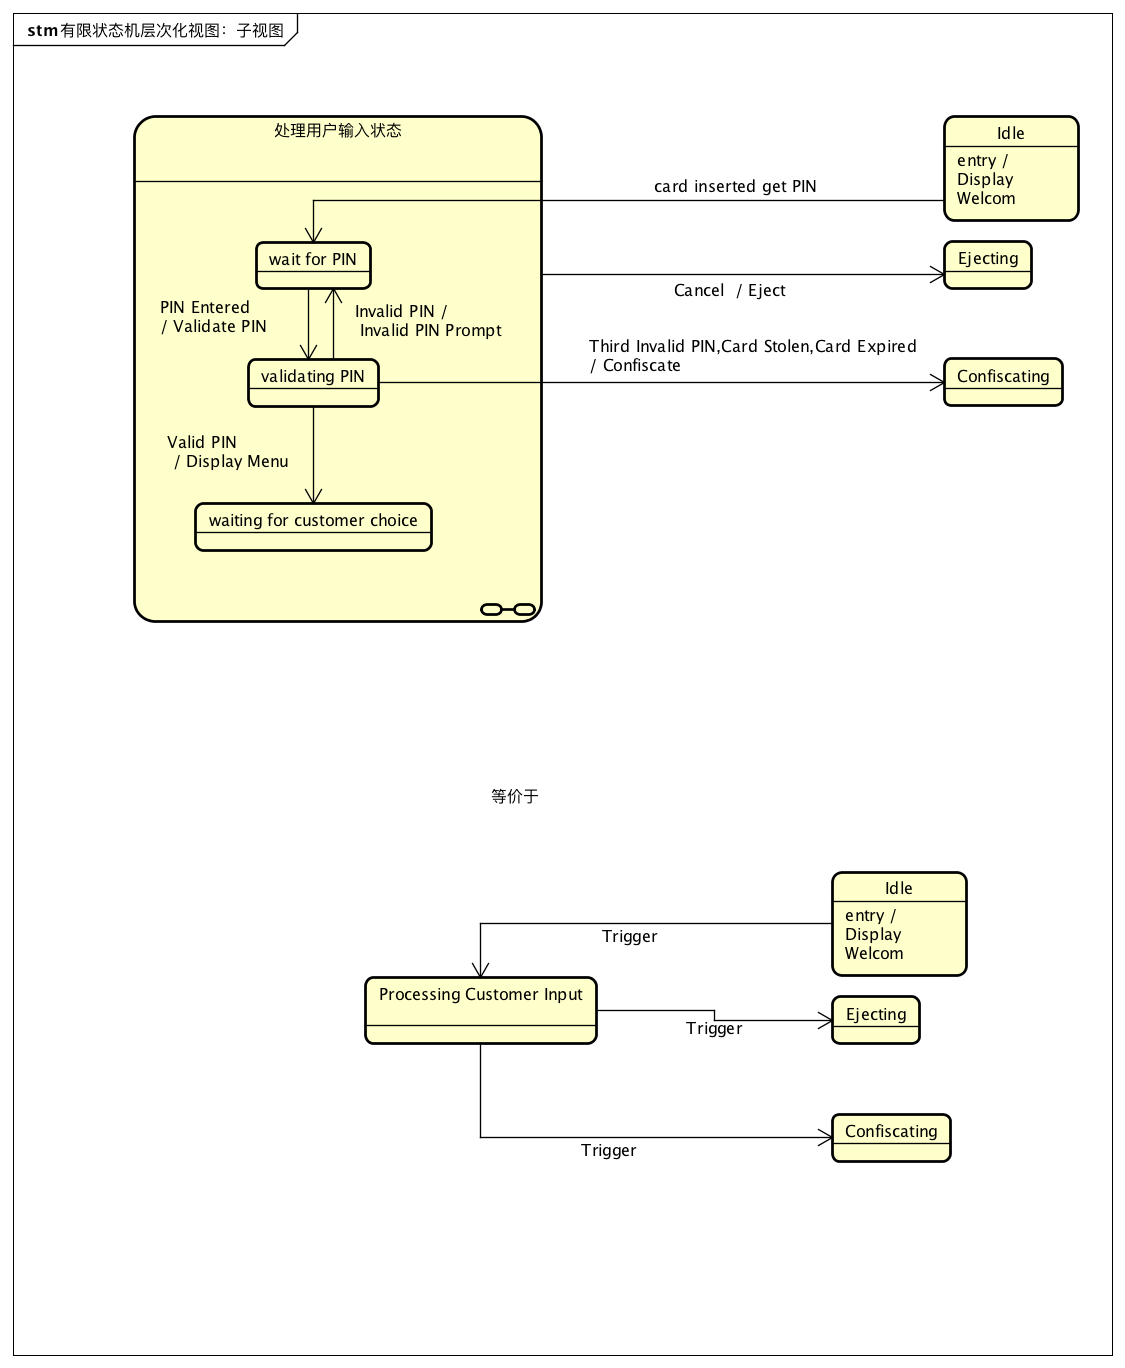 stm 有限状态机层次化视图：子视图
处理用户输入状态
Idle
entry /
Display
Welcom
card inserted get PIN
wait for PIN
Ejecting
Cancel / Eject
PIN Entered
/ Validate PIN
Invalid PIN /
Invalid PIN Prompt
Third Invalid PIN,Card Stolen,Card Expired
/ Confiscate
validating PIN
Confiscating
Valid PIN
/ Display Menu
waiting for customer choice
等价于
Idle
entry /
Display
Welcom
Trigger
Processing Customer Input
Ejecting
Trigger
Confiscating
Trigger